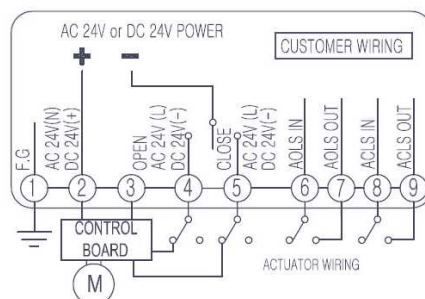 AC 24V or DC 24V POWER
CUSTOMER WIRING
+
−
F.G
AC 24V(N)
DC 24V(+)
OPEN
AC 24V (L)
DC 24V(−)
CLOSE
AC 24V (L)
DC 24V(−)
AOLS IN
AOLS OUT
ACLS IN
ACLS OUT
1 2 3 4 5 6 7 8 9
CONTROL
BOARD
M
ACTUATOR WIRING